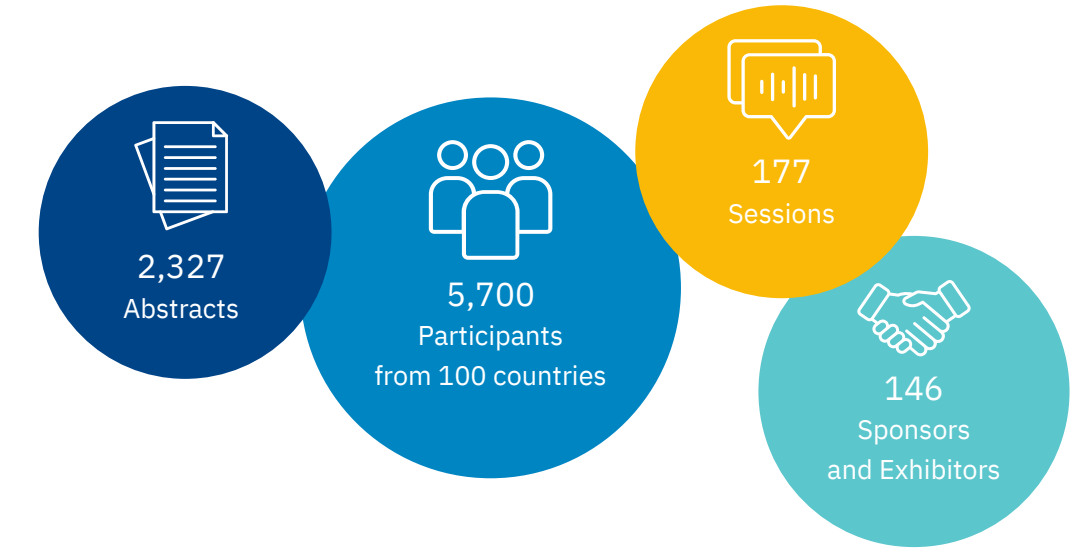 2,327
Abstracts
5,700
Participants
from 100 countries
177
Sessions
146
Sponsors
and Exhibitors